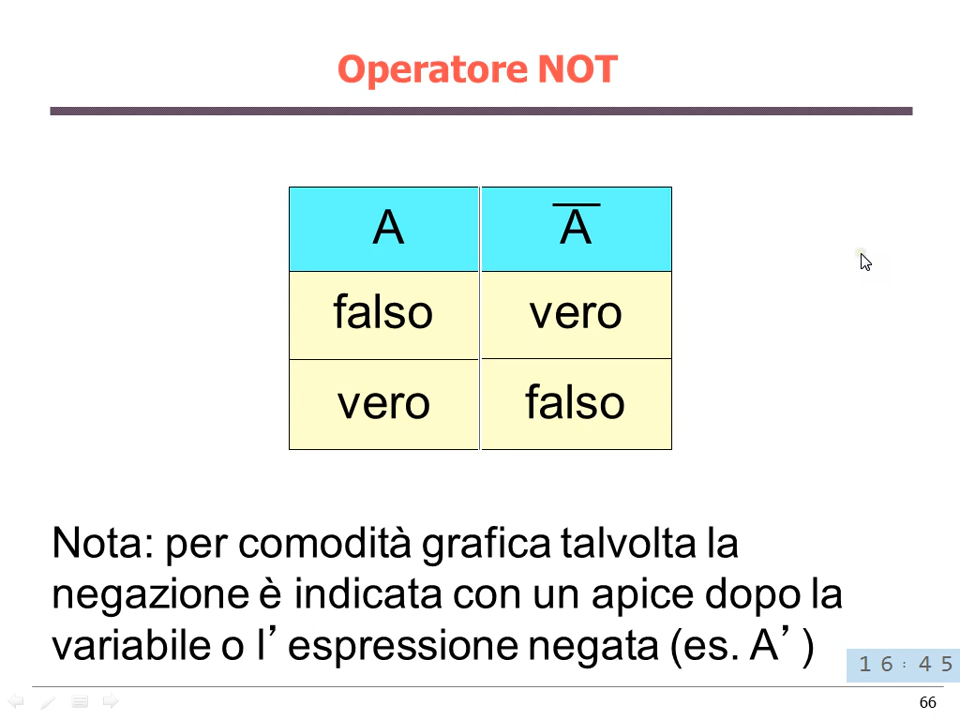 Operatore NOT
A A̅
falso vero
vero falso
Nota: per comodità grafica talvolta la
negazione è indicata con un apice dopo la
variabile o l’espressione negata (es. A’)
16:45
66